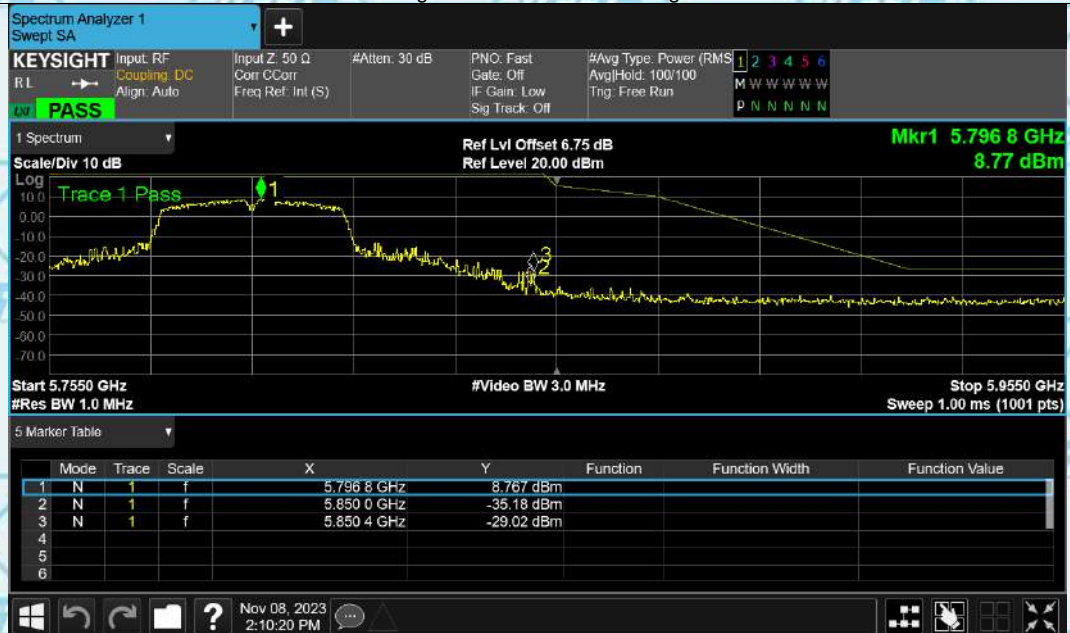 Spectrum Analyzer 1
Swept SA
+
KEYSIGHT Input: RF Input Z: 50 Ω #Atten: 30 dB PNO: Fast #Avg Type: Power (RMS 1 2 3 4 5 6
RL Coupling: DC Corr CCorr Gate: Off Avg|Hold: 100/100 M W W W W W
Align: Auto Freq Ref: Int (S) IF Gain: Low Trig: Free Run
LXI PASS Sig Track: Off P N N N N N
1 Spectrum Ref Lvl Offset 6.75 dB Mkr1 5.796 8 GHz
Scale/Div 10 dB Ref Level 20.00 dBm 8.77 dBm
Log
Trace 1 Pass
1
10.0
0.00
-10.0
-20.0
3
2
-30.0
-40.0
-50.0
-60.0
-70.0
Start 5.7550 GHz #Video BW 3.0 MHz Stop 5.9550 GHz
#Res BW 1.0 MHz Sweep 1.00 ms (1001 pts)
5 Marker Table
Mode Trace Scale X Y Function Function Width Function Value
1 N 1 f 5.796 8 GHz 8.767 dBm
2 N 1 f 5.850 0 GHz -35.18 dBm
3 N 1 f 5.850 4 GHz -29.02 dBm
4
5
6
? Nov 08, 2023
2:10:20 PM